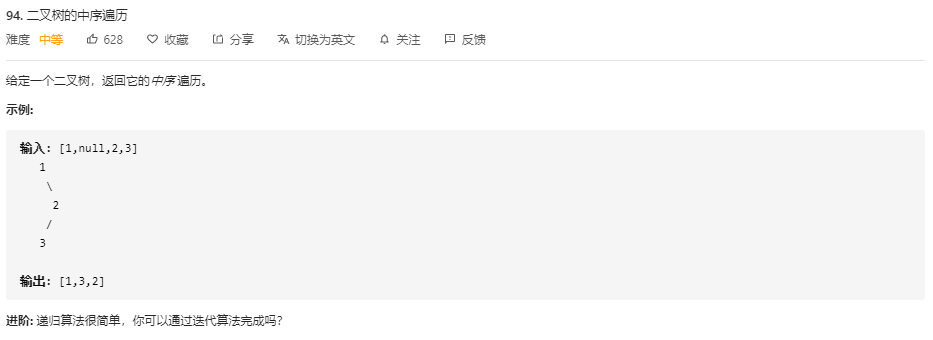 94. 二叉树的中序遍历
难度 中等 628 收藏 分享 切换为英文 关注 反馈
给定一个二叉树，返回它的中序 遍历。
示例:
输入: [1,null,2,3]
1
\
2
/
3
输出: [1,3,2]
进阶: 递归算法很简单，你可以通过迭代算法完成吗？